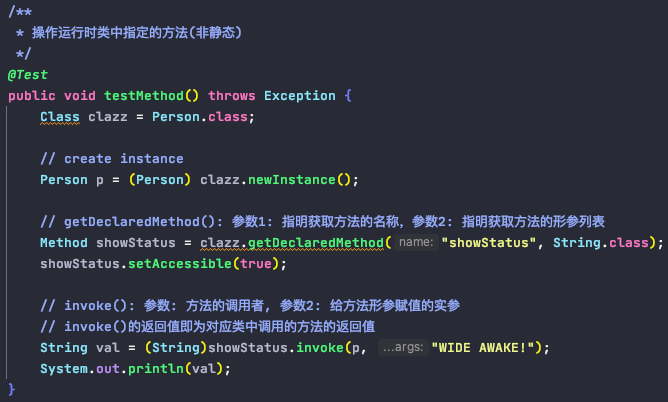 /**
 * 操作运行时类中指定的方法(非静态)
 */
@Test
public void testMethod() throws Exception {
    Class clazz = Person.class;
    // create instance
    Person p = (Person) clazz.newInstance();
    // getDeclaredMethod(): 参数1: 指明获取方法的名称，参数2: 指明获取方法的形参列表
    Method showStatus = clazz.getDeclaredMethod( name: "showStatus", String.class);
    showStatus.setAccessible(true);
    // invoke(): 参数: 方法的调用者, 参数2: 给方法形参赋值的实参
    // invoke()的返回值即为对应类中调用的方法的返回值
    String val = (String)showStatus.invoke(p, ...args: "WIDE AWAKE!");
    System.out.println(val);
}